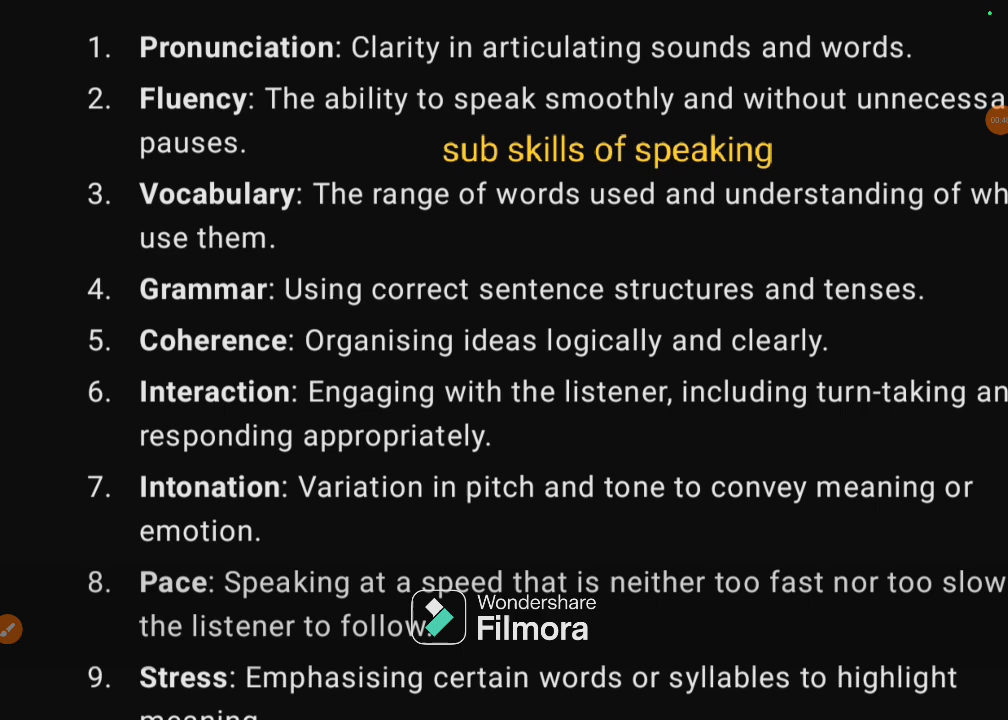 1. Pronunciation: Clarity in articulating sounds and words.
2. Fluency: The ability to speak smoothly and without
pauses.
sub skills of speaking
3. Vocabulary: The range of words used and understanding of
use them.
4. Grammar: Using correct sentence structures and tenses.
5. Coherence: Organising ideas logically and clearly.
6. Interaction: Engaging with the listener, including turn-taking
responding appropriately.
7. Intonation: Variation in pitch and tone to convey meaning or
emotion.
8. Pace: Speaking at a speed that is neither too fast nor too slow
the listener to follow.
Wondershare
Filmora
9. Stress: Emphasising certain words or syllables to highlight
meaning.